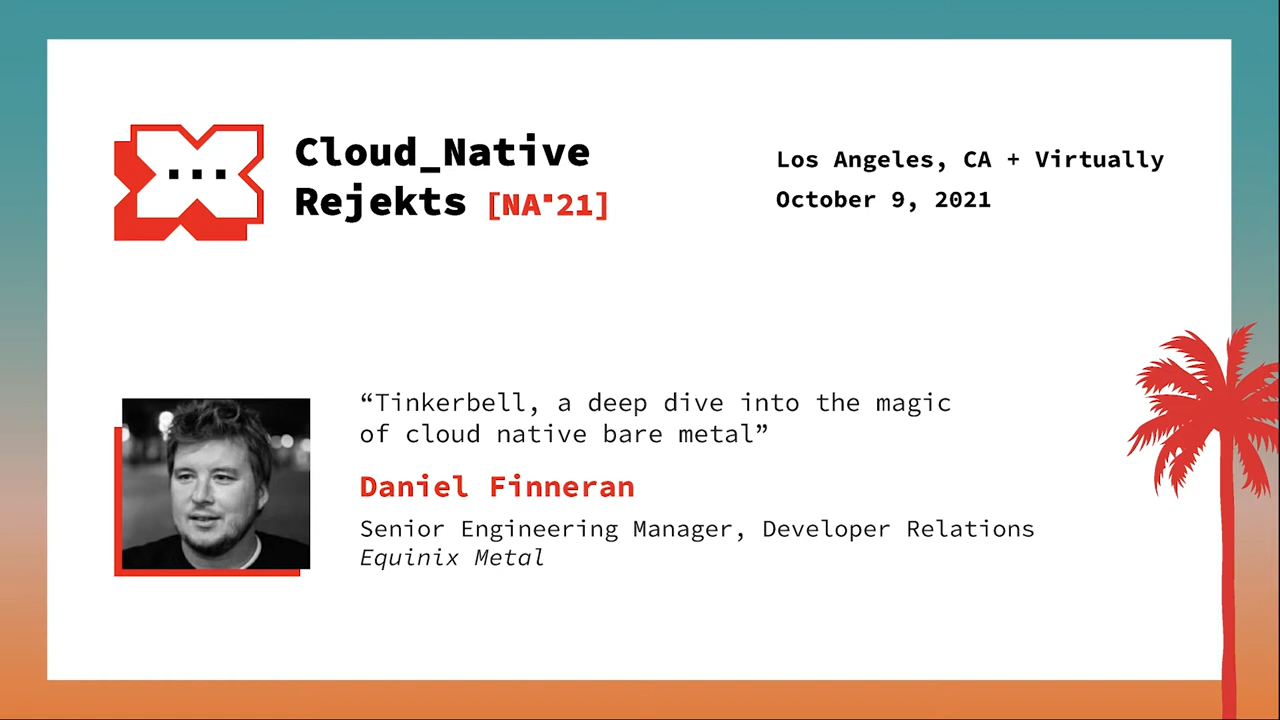 Cloud_Native
Rejekts [NA"21]
Los Angeles, CA + Virtually
October 9, 2021
“Tinkerbell, a deep dive into the magic
of cloud native bare metal”
Daniel Finneran
Senior Engineering Manager, Developer Relations
Equinix Metal